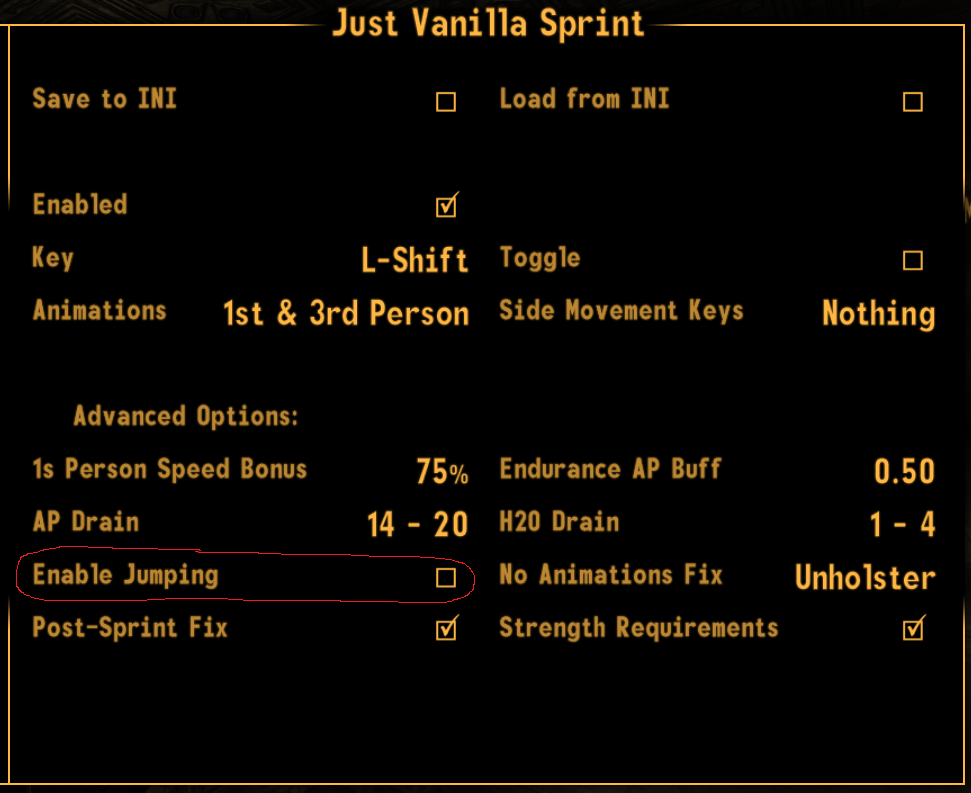 Just Vanilla Sprint
Save to INI
Load from INI
Enabled
Key L-Shift
Toggle
Animations 1st & 3rd Person
Side Movement Keys Nothing
Advanced Options:
1s Person Speed Bonus 75%
Endurance AP Buff 0.50
AP Drain 14 - 20
H2O Drain 1 - 4
Enable Jumping
No Animations Fix Unholster
Post-Sprint Fix
Strength Requirements